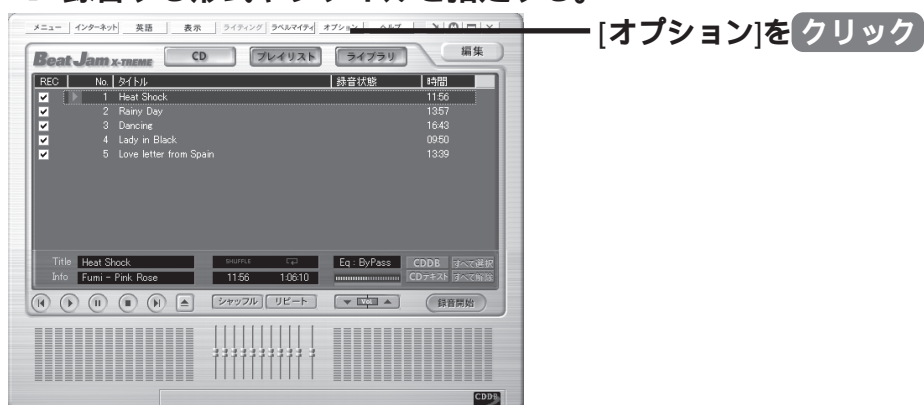 メニュー インターネット 英語 表示 ライティング ラベルマイティ オプション
[オプション]を クリック
BeatJam X-TREME CD プレイリスト ライブラリ 編集
REC No. タイトル 録音状態 時間
1 Heat Shock 11:56
2 Rainy Day 13:57
3 Dancing 16:43
4 Lady in Black 09:50
5 Love letter from Spain 13:39
Title Heat Shock SHUFFLE Eq : ByPass CDDB すべて選択
Info Fumi - Pink Rose 11:56 1:06:10 CDテキスト すべて解除
シャッフル リピート VOL 録音開始
CDDB